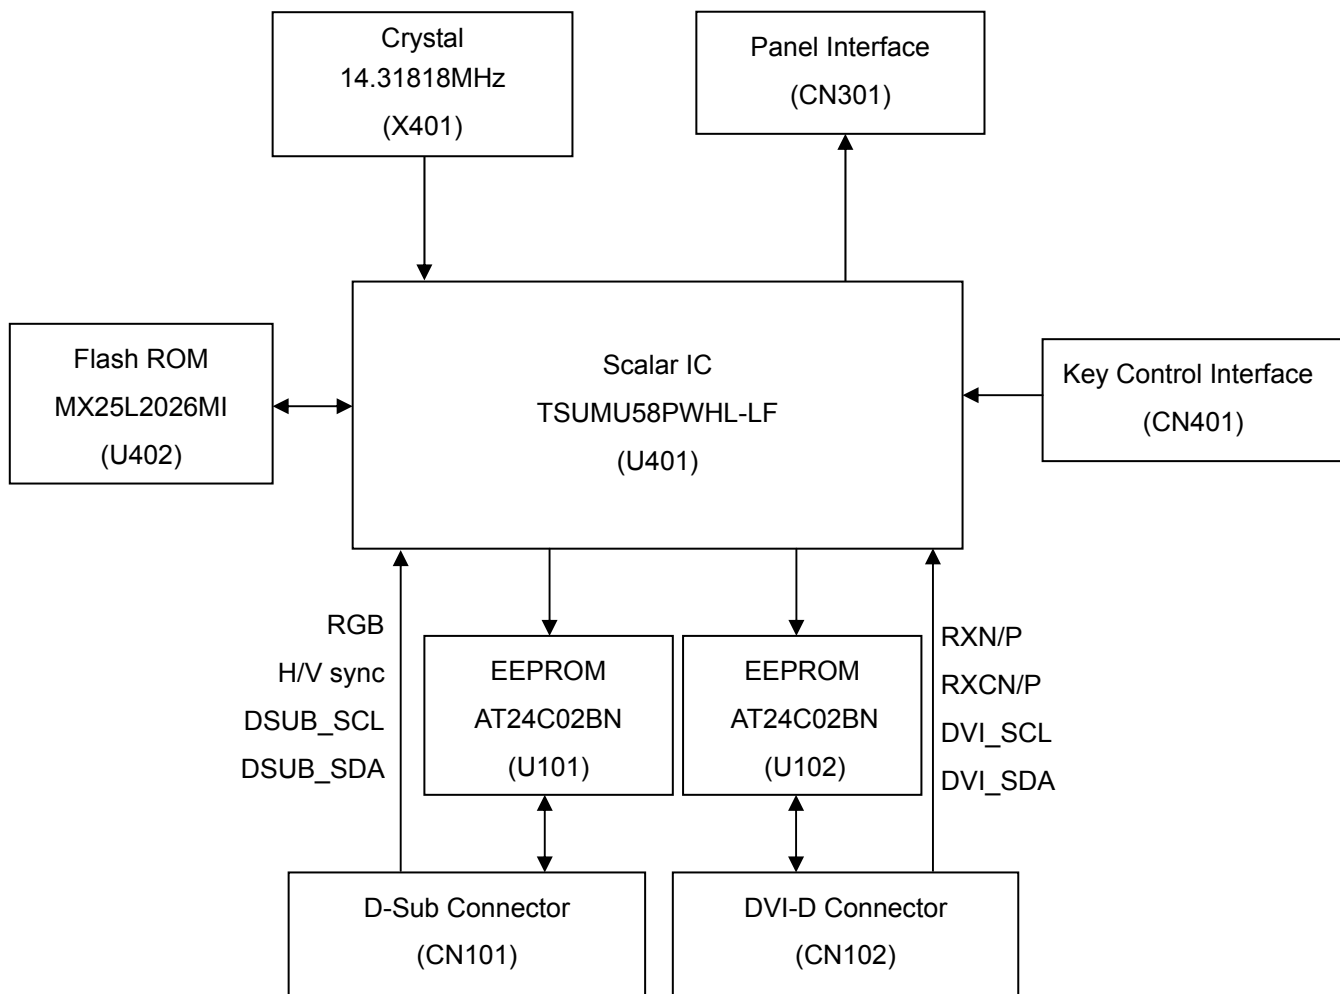 Crystal
14.31818MHz
(X401)
Panel Interface
(CN301)
Flash ROM
MX25L2026MI
(U402)
Scalar IC
TSUMU58PWHL-LF
(U401)
Key Control Interface
(CN401)
RGB
H/V sync
DSUB_SCL
DSUB_SDA
EEPROM
AT24C02BN
(U101)
EEPROM
AT24C02BN
(U102)
RXN/P
RXCN/P
DVI_SCL
DVI_SDA
D-Sub Connector
(CN101)
DVI-D Connector
(CN102)